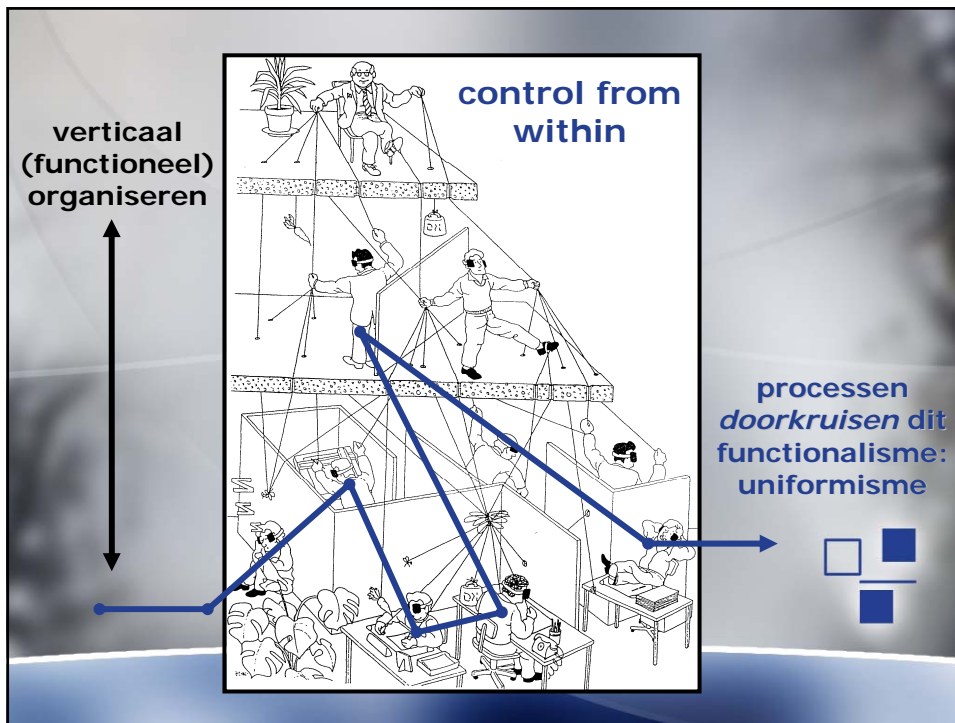 verticaal
(functioneel)
organiseren
control from
within
processen
doorkruisen dit
functionalisme:
uniformisme